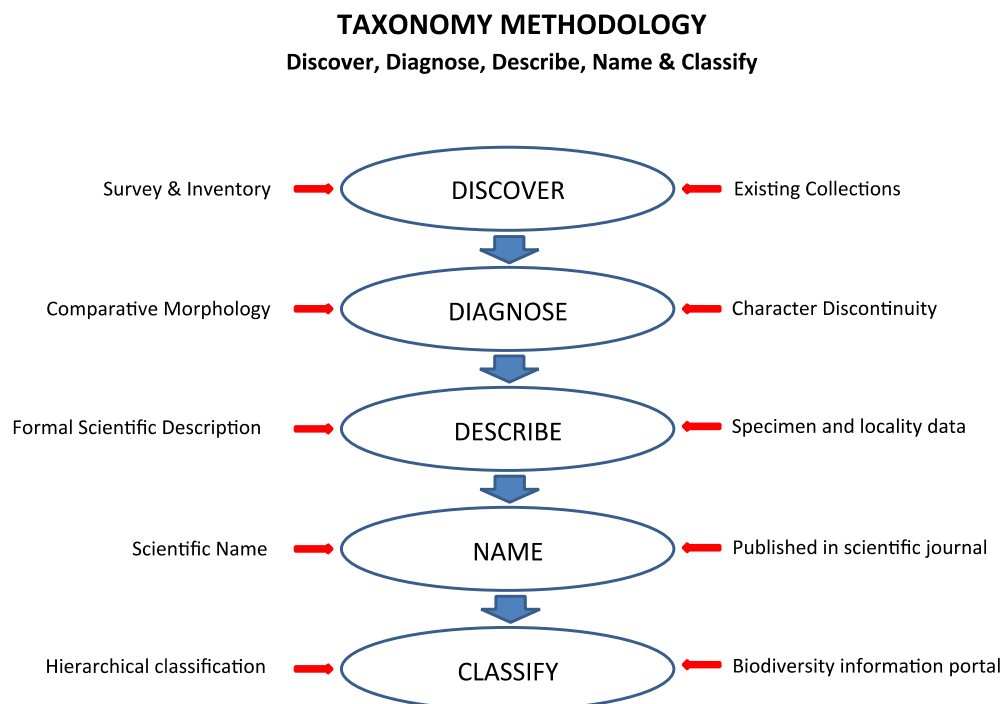 TAXONOMY METHODOLOGY
Discover, Diagnose, Describe, Name & Classify
Survey & Inventory
DISCOVER
Existing Collections
Comparative Morphology
DIAGNOSE
Character Discontinuity
Formal Scientific Description
DESCRIBE
Specimen and locality data
Scientific Name
NAME
Published in scientific journal
Hierarchical classification
CLASSIFY
Biodiversity information portal